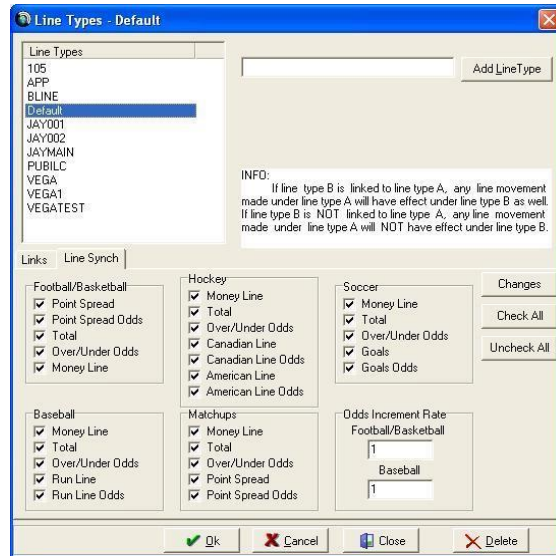 Line Types - Default
Line Types
105
APP
BLINE
Default
JAY001
JAY002
JAYMAIN
PUBILC
VEGA
VEGA1
VEGATEST
Add LineType
INFO:
If line type B is linked to line type A, any line movement
made under line type A will have effect under line type B as well.
If line type B is NOT linked to line type A, any line movement
made under line type A will NOT have effect under line type B.
Links
Line Synch
Football/Basketball
Point Spread
Point Spread Odds
Total
Over/Under Odds
Money Line
Hockey
Money Line
Total
Over/Under Odds
Canadian Line
Canadian Line Odds
American Line
American Line Odds
Soccer
Money Line
Total
Over/Under Odds
Goals
Goals Odds
Changes
Check All
Uncheck All
Baseball
Money Line
Total
Over/Under Odds
Run Line
Run Line Odds
Matchups
Money Line
Total
Over/Under Odds
Point Spread
Point Spread Odds
Odds Increment Rate
Football/Basketball
1
Baseball
1
Ok
Cancel
Close
Delete